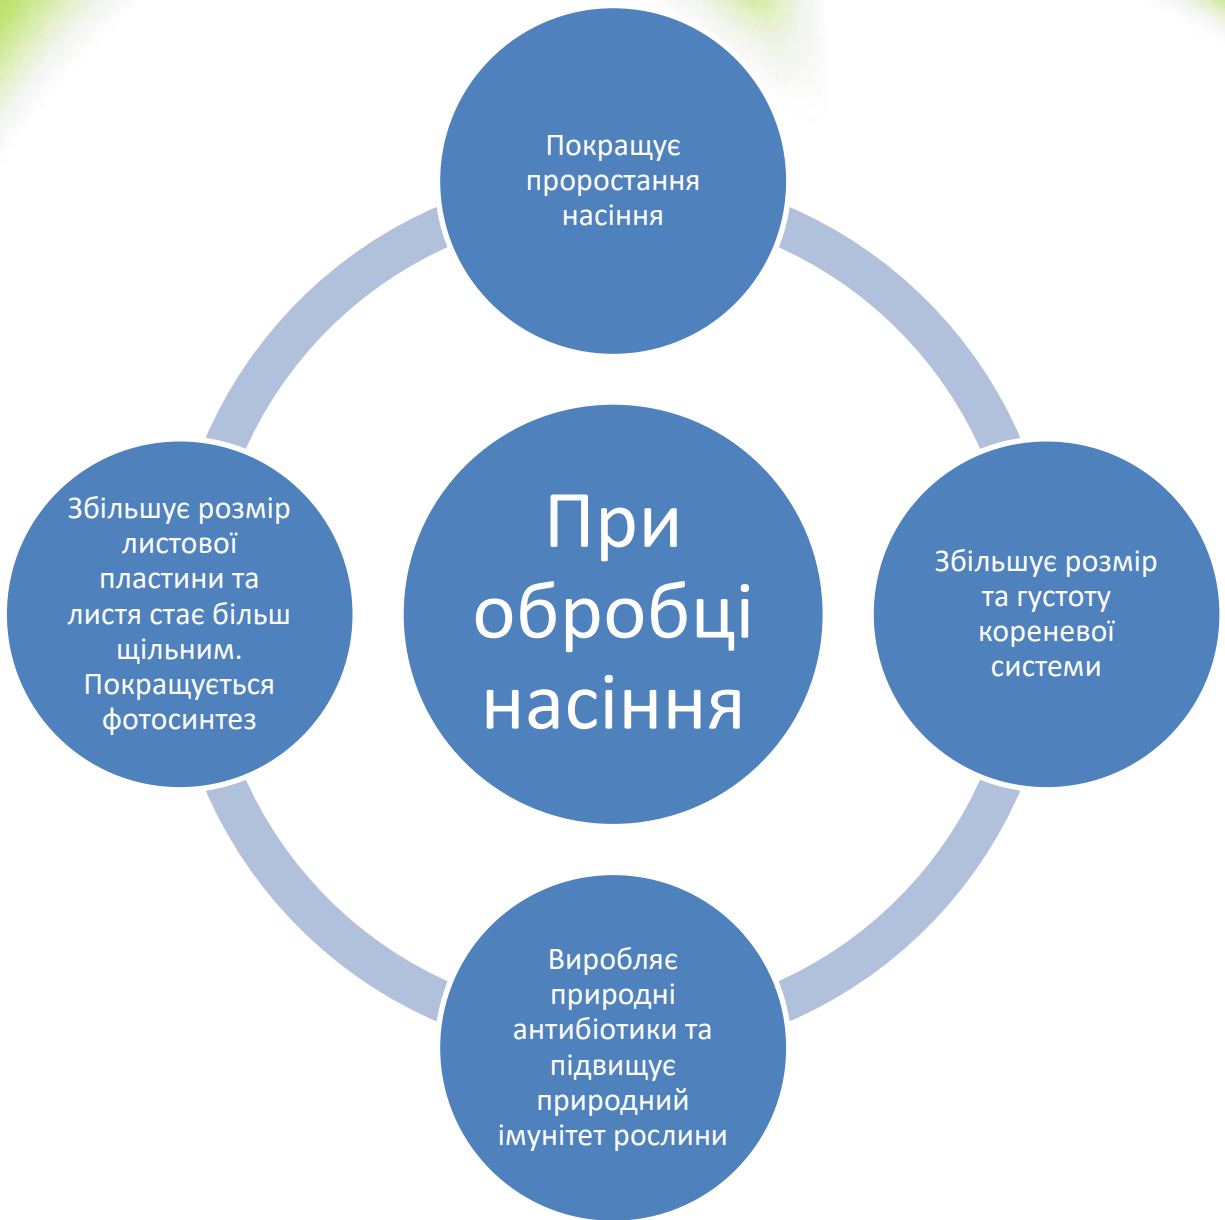 Покращує
проростання
насіння
Збільшує розмір
листової
пластини та
листя стає більш
щільним.
Покращується
фотосинтез
При
обробці
насіння
Збільшує розмір
та густоту
кореневої
системи
Виробляє
природні
антибіотики та
підвищує
природний
імунітет рослини